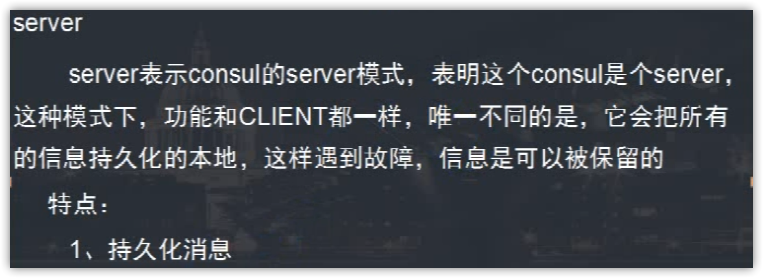 server
server表示consul的server模式，表明这个consul是个server，
这种模式下，功能和CLIENT都一样，唯一不同的是，它会把所有
的信息持久化的本地，这样遇到故障，信息是可以被保留的
特点：
1、持久化消息